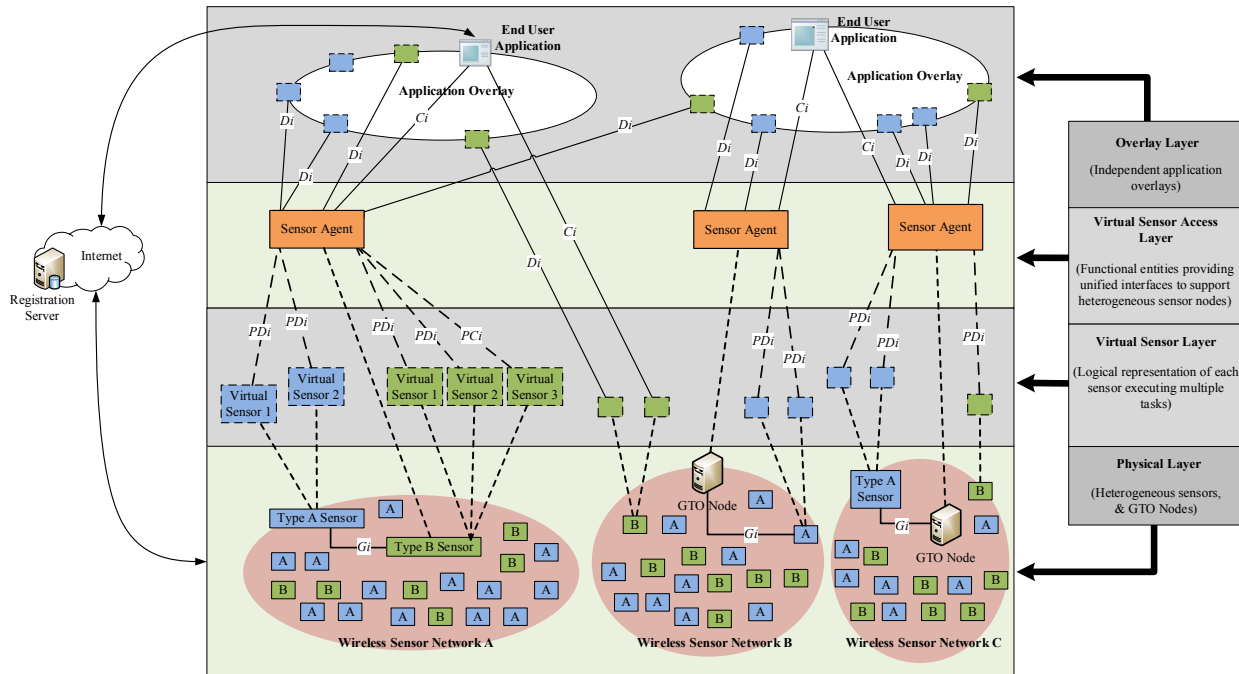 End User
Application
Application Overlay
End User
Application
Application Overlay
Di
Di
Di
Ci
Di
Di
Di
Ci
Ci
Di
Di
Di
Di
Ci
Sensor Agent
Sensor Agent
Sensor Agent
Internet
Registration
Server
PDi
PDi
PDi
PDi
PCi
PDi
PDi
PDi
PDi
PDi
Virtual
Sensor 1
Virtual
Sensor 2
Virtual
Sensor 1
Virtual
Sensor 2
Virtual
Sensor 3
Type A Sensor
Gi
Type B Sensor
A
B
A
A
A
B
B
B
A
B
A
A
A
A
A
A
B
A
A
Wireless Sensor Network A
GTO Node
Gi
A
A
B
A
B
A
B
A
B
A
B
B
B
A
A
A
B
A
Wireless Sensor Network B
Type A
Sensor
Gi
GTO Node
B
A
B
A
A
B
A
B
B
A
B
B
Wireless Sensor Network C
Overlay Layer
(Independent application
overlays)
Virtual Sensor Access
Layer
(Functional entities providing
unified interfaces to support
heterogeneous sensor nodes)
Virtual Sensor Layer
(Logical representation of each
sensor executing multiple
tasks)
Physical Layer
(Heterogeneous sensors,
& GTO Nodes)